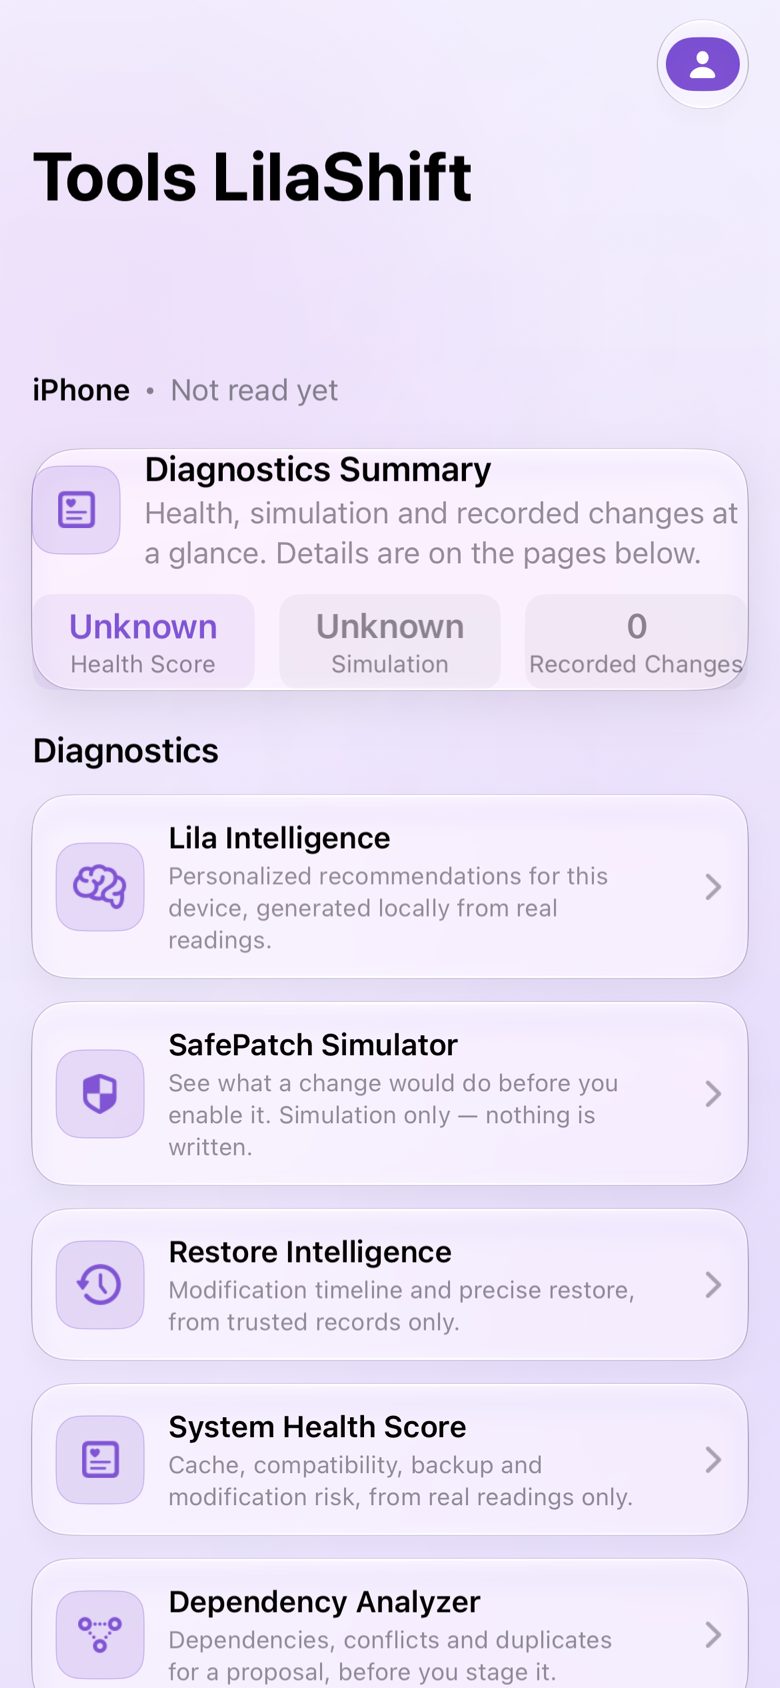 Tools LilaShift
iPhone • Not read yet
Diagnostics Summary
Health, simulation and recorded changes at
a glance. Details are on the pages below.
Unknown
Health Score
Unknown
Simulation
0
Recorded Changes
Diagnostics
Lila Intelligence
Personalized recommendations for this
device, generated locally from real
readings.
SafePatch Simulator
See what a change would do before you
enable it. Simulation only — nothing is
written.
Restore Intelligence
Modification timeline and precise restore,
from trusted records only.
System Health Score
Cache, compatibility, backup and
modification risk, from real readings only.
Dependency Analyzer
Dependencies, conflicts and duplicates
for a proposal, before you stage it.